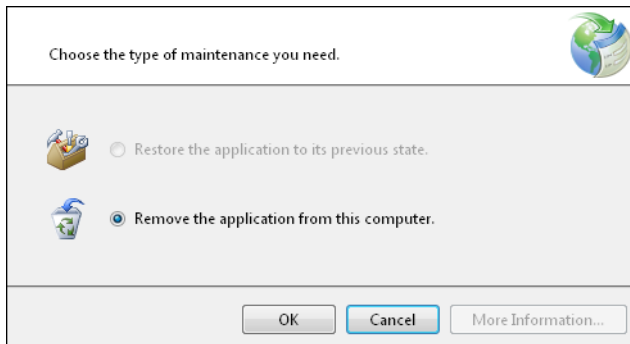 Choose the type of maintenance you need.
Restore the application to its previous state.
Remove the application from this computer.
OK Cancel More Information...